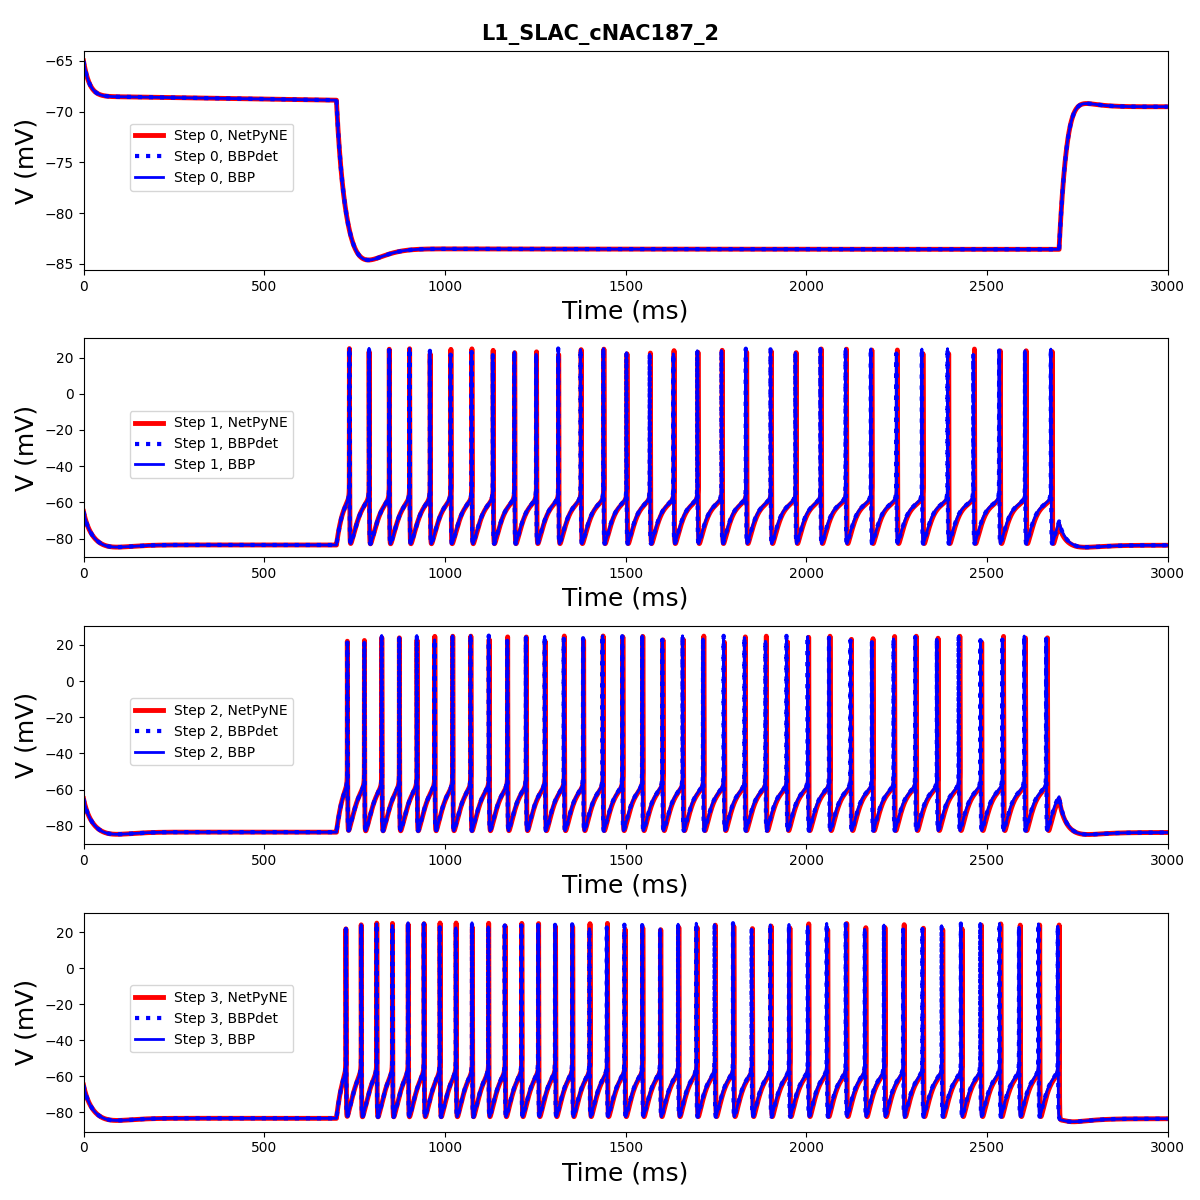 L1_SLAC_cNAC187_2
−65
−70
−75
−80
−85
V (mV)
Step 0, NetPyNE
Step 0, BBPdet
Step 0, BBP
0 500 1000 1500 2000 2500 3000
Time (ms)
20
0
−20
−40
−60
−80
V (mV)
Step 1, NetPyNE
Step 1, BBPdet
Step 1, BBP
0 500 1000 1500 2000 2500 3000
Time (ms)
20
0
−20
−40
−60
−80
V (mV)
Step 2, NetPyNE
Step 2, BBPdet
Step 2, BBP
0 500 1000 1500 2000 2500 3000
Time (ms)
20
0
−20
−40
−60
−80
V (mV)
Step 3, NetPyNE
Step 3, BBPdet
Step 3, BBP
0 500 1000 1500 2000 2500 3000
Time (ms)